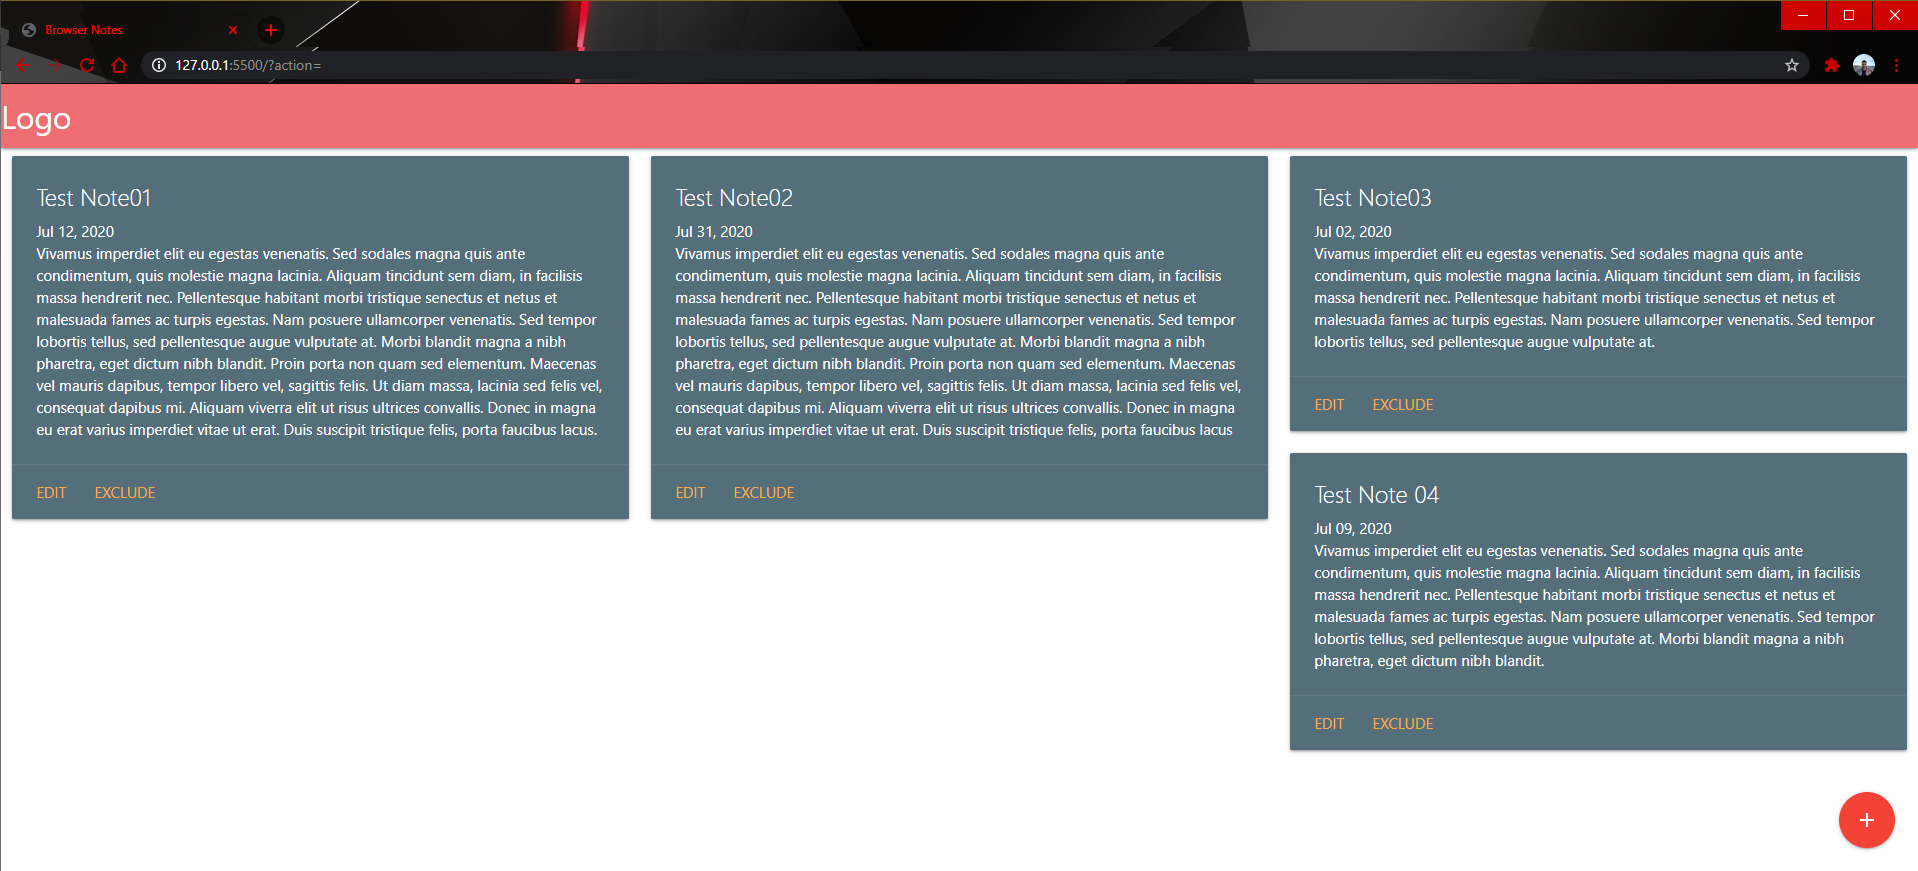 Browser Notes
127.0.0.1:5500/?action=
Logo
Test Note01
Jul 12, 2020
Vivamus imperdiet elit eu egestas venenatis. Sed sodales magna quis ante
condimentum, quis molestie magna lacinia. Aliquam tincidunt sem diam, in facilisis
massa hendrerit nec. Pellentesque habitant morbi tristique senectus et netus et
malesuada fames ac turpis egestas. Nam posuere ullamcorper venenatis. Sed tempor
lobortis tellus, sed pellentesque augue vulputate at. Morbi blandit magna a nibh
pharetra, eget dictum nibh blandit. Proin porta non quam sed elementum. Maecenas
vel mauris dapibus, tempor libero vel, sagittis felis. Ut diam massa, lacinia sed felis vel,
consequat dapibus mi. Aliquam viverra elit ut risus ultrices convallis. Donec in magna
eu erat varius imperdiet vitae ut erat. Duis suscipit tristique felis, porta faucibus lacus.
EDIT EXCLUDE
Test Note02
Jul 31, 2020
Vivamus imperdiet elit eu egestas venenatis. Sed sodales magna quis ante
condimentum, quis molestie magna lacinia. Aliquam tincidunt sem diam, in facilisis
massa hendrerit nec. Pellentesque habitant morbi tristique senectus et netus et
malesuada fames ac turpis egestas. Nam posuere ullamcorper venenatis. Sed tempor
lobortis tellus, sed pellentesque augue vulputate at. Morbi blandit magna a nibh
pharetra, eget dictum nibh blandit. Proin porta non quam sed elementum. Maecenas
vel mauris dapibus, tempor libero vel, sagittis felis. Ut diam massa, lacinia sed felis vel,
consequat dapibus mi. Aliquam viverra elit ut risus ultrices convallis. Donec in magna
eu erat varius imperdiet vitae ut erat. Duis suscipit tristique felis, porta faucibus lacus
EDIT EXCLUDE
Test Note03
Jul 02, 2020
Vivamus imperdiet elit eu egestas venenatis. Sed sodales magna quis ante
condimentum, quis molestie magna lacinia. Aliquam tincidunt sem diam, in facilisis
massa hendrerit nec. Pellentesque habitant morbi tristique senectus et netus et
malesuada fames ac turpis egestas. Nam posuere ullamcorper venenatis. Sed tempor
lobortis tellus, sed pellentesque augue vulputate at.
EDIT EXCLUDE
Test Note 04
Jul 09, 2020
Vivamus imperdiet elit eu egestas venenatis. Sed sodales magna quis ante
condimentum, quis molestie magna lacinia. Aliquam tincidunt sem diam, in facilisis
massa hendrerit nec. Pellentesque habitant morbi tristique senectus et netus et
malesuada fames ac turpis egestas. Nam posuere ullamcorper venenatis. Sed tempor
lobortis tellus, sed pellentesque augue vulputate at. Morbi blandit magna a nibh
pharetra, eget dictum nibh blandit.
EDIT EXCLUDE